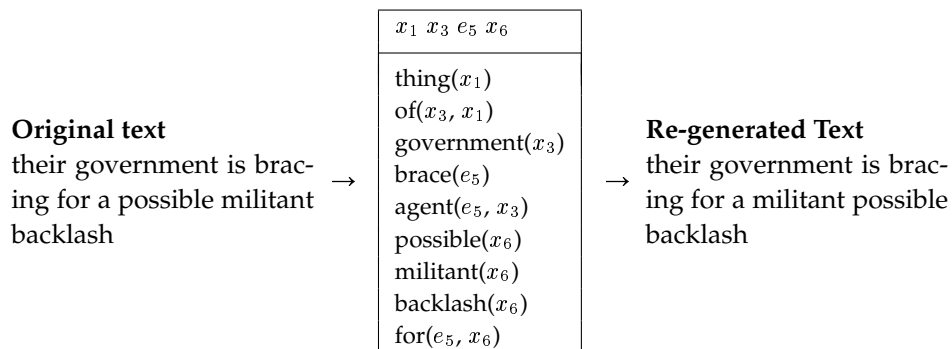 x1 x3 e5 x6
thing(x1)
of(x3, x1)
government(x3)
brace(e5)
agent(e5, x3)
possible(x6)
militant(x6)
backlash(x6)
for(e5, x6)
Original text
their government is brac-
ing for a possible militant
backlash
→
→
Re-generated Text
their government is brac-
ing for a militant possible
backlash